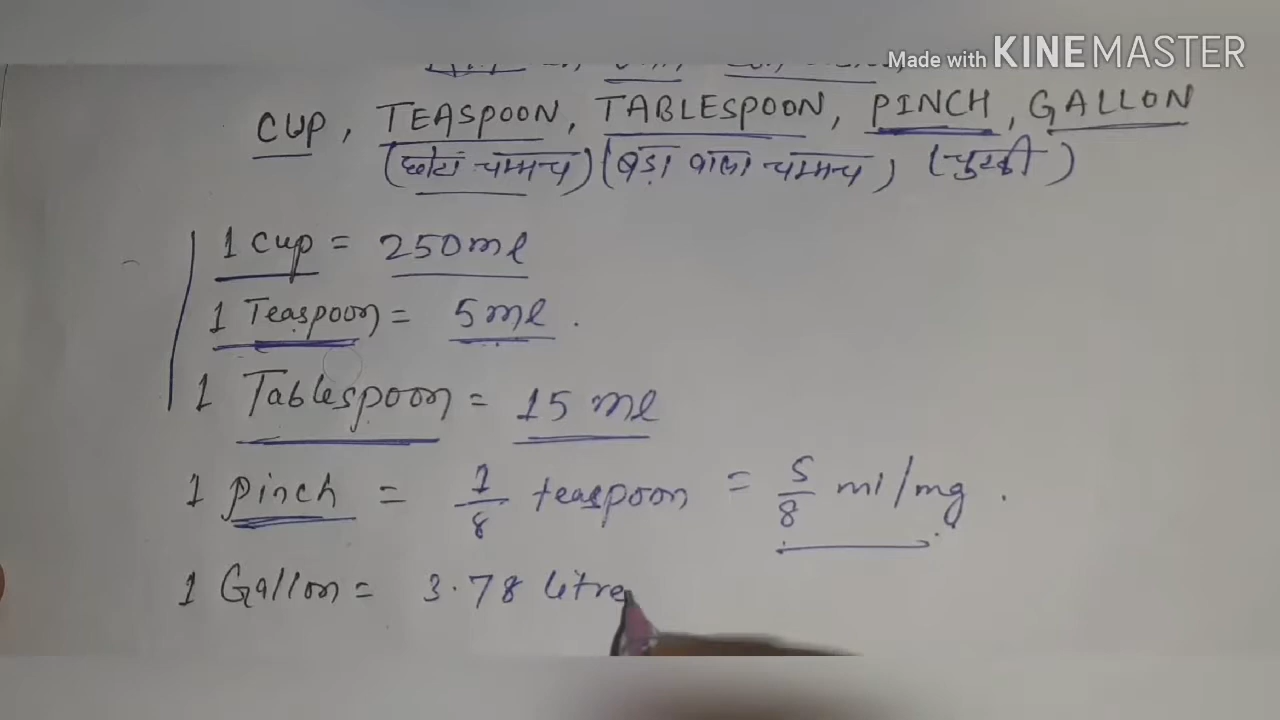 Made with KINEMASTER
CUP, TEASPOON, TABLESPOON, PINCH, GALLON
(छोटा चम्मच) (बड़ा वाला चम्मच) (चुटकी)
1 Cup = 250ml
1 Teaspoon = 5ml.
1 Tablespoon = 15 ml
1 pinch = 1/8 teaspoon = 5/8 ml/mg.
1 Gallon = 3.78 litre